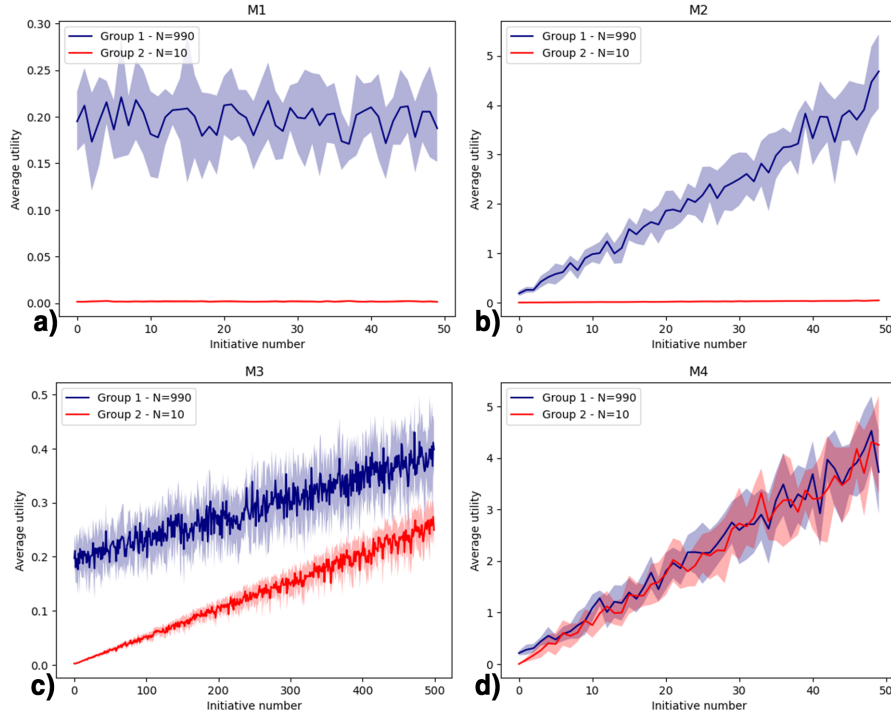 M1
Group 1 - N=990
Group 2 - N=10
Average utility
0.30
0.25
0.20
0.15
0.10
0.05
0.00
0 10 20 30 40 50
Initiative number
a)
M2
Group 1 - N=990
Group 2 - N=10
Average utility
5
4
3
2
1
0
0 10 20 30 40 50
Initiative number
b)
M3
Group 1 - N=990
Group 2 - N=10
Average utility
0.5
0.4
0.3
0.2
0.1
0.0
0 100 200 300 400 500
Initiative number
c)
M4
Group 1 - N=990
Group 2 - N=10
Average utility
5
4
3
2
1
0
0 10 20 30 40 50
Initiative number
d)